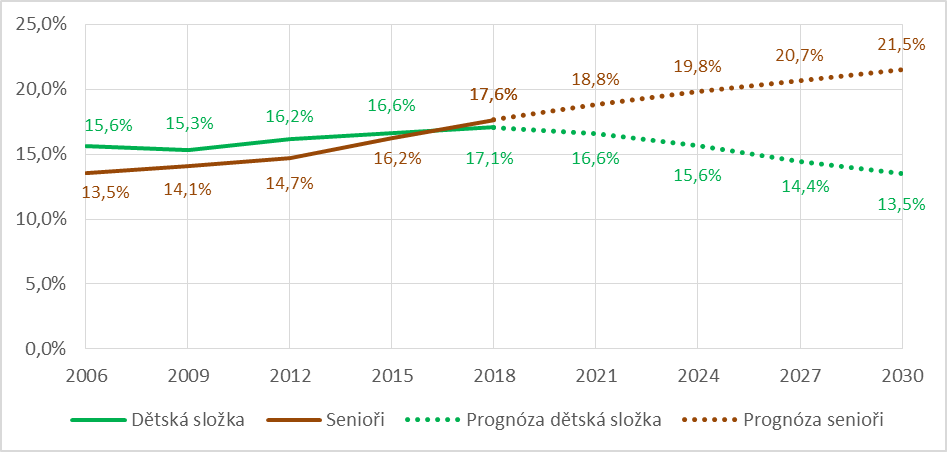 25,0%
20,0%
15,0%
10,0%
5,0%
0,0%
15,6% 15,3% 16,2% 16,6% 17,6% 18,8% 19,8% 20,7% 21,5%
13,5% 14,1% 14,7% 16,2% 17,1% 16,6% 15,6% 14,4% 13,5%
2006 2009 2012 2015 2018 2021 2024 2027 2030
Dětská složka Senioři Prognóza dětská složka Prognóza senioři